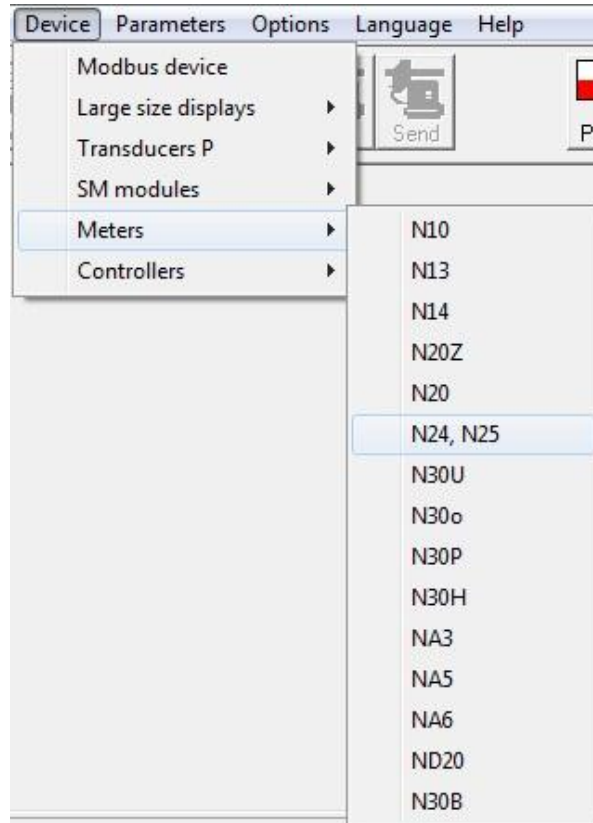 Device Parameters Options Language Help
Modbus device
Large size displays
Transducers P
SM modules
Meters
Controllers
Send
P
N10
N13
N14
N20Z
N20
N24, N25
N30U
N30o
N30P
N30H
NA3
NA5
NA6
ND20
N30B